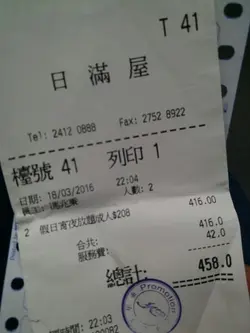 T 41
日滿屋
Tel: 2412 0888 Fax: 2752 8922
檯號 41 列印 1
日期: 18/03/2016 22:04
人數: 2
2 假日宵夜放題成人$208 416.00
合共: 416.0
服務費: 42.0
總計: 458.0
22:03
Promotion